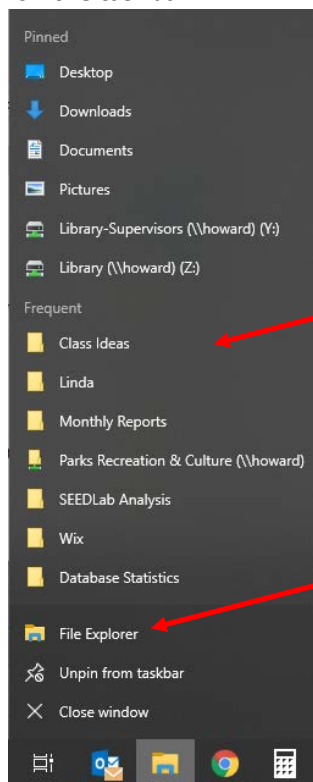 Pinned
Desktop
Downloads
Documents
Pictures
Library-Supervisors (\\howard) (Y:)
Library (\\howard) (Z:)
Frequent
Class Ideas
Linda
Monthly Reports
Parks Recreation & Culture (\\howard)
SEEDLab Analysis
Wix
Database Statistics
File Explorer
Unpin from taskbar
Close window